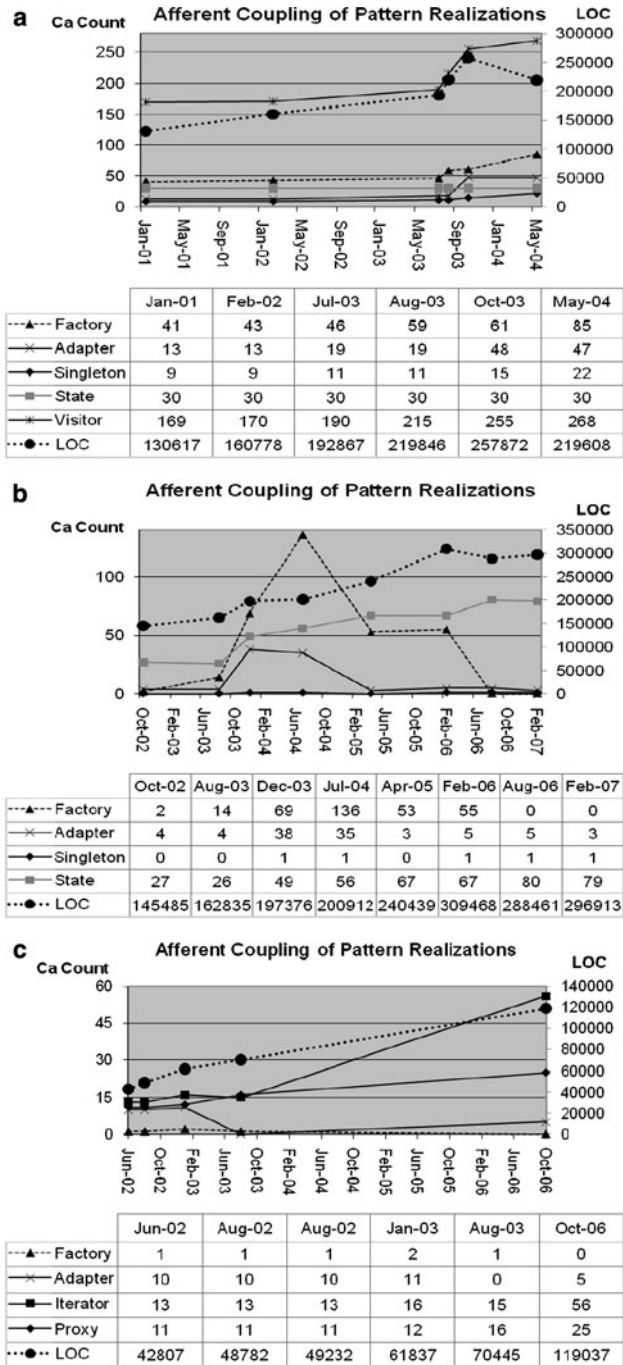 a
Afferent Coupling of Pattern Realizations
Ca Count
LOC
250
200
150
100
50
0
300000
250000
200000
150000
100000
50000
0
Jan-01
May-01
Sep-01
Jan-02
May-02
Sep-02
Jan-03
May-03
Sep-03
Jan-04
May-04
Jan-01 Feb-02 Jul-03 Aug-03 Oct-03 May-04
Factory 41 43 46 59 61 85
Adapter 13 13 19 19 48 47
Singleton 9 9 11 11 15 22
State 30 30 30 30 30 30
Visitor 169 170 190 215 255 268
LOC 130617 160778 192867 219846 257872 219608
b
Afferent Coupling of Pattern Realizations
Ca Count
LOC
100
50
0
350000
300000
250000
200000
150000
100000
50000
0
Oct-02
Feb-03
Jun-03
Oct-03
Feb-04
Jun-04
Oct-04
Feb-05
Jun-05
Oct-05
Feb-06
Jun-06
Oct-06
Feb-07
Oct-02 Aug-03 Dec-03 Jul-04 Apr-05 Feb-06 Aug-06 Feb-07
Factory 2 14 69 136 53 55 0 0
Adapter 4 4 38 35 3 5 5 3
Singleton 0 0 1 1 0 1 1 1
State 27 26 49 56 67 67 80 79
LOC 145485 162835 197376 200912 240439 309468 288461 296913
c
Afferent Coupling of Pattern Realizations
Ca Count
LOC
60
45
30
15
0
140000
120000
100000
80000
60000
40000
20000
0
Jun-02
Oct-02
Feb-03
Jun-03
Oct-03
Feb-04
Jun-04
Oct-04
Feb-05
Jun-05
Oct-05
Feb-06
Jun-06
Oct-06
Jun-02 Aug-02 Aug-02 Jan-03 Aug-03 Oct-06
Factory 1 1 1 2 1 0
Adapter 10 10 10 11 0 5
Iterator 13 13 13 16 15 56
Proxy 11 11 11 12 16 25
LOC 42807 48782 49232 61837 70445 119037